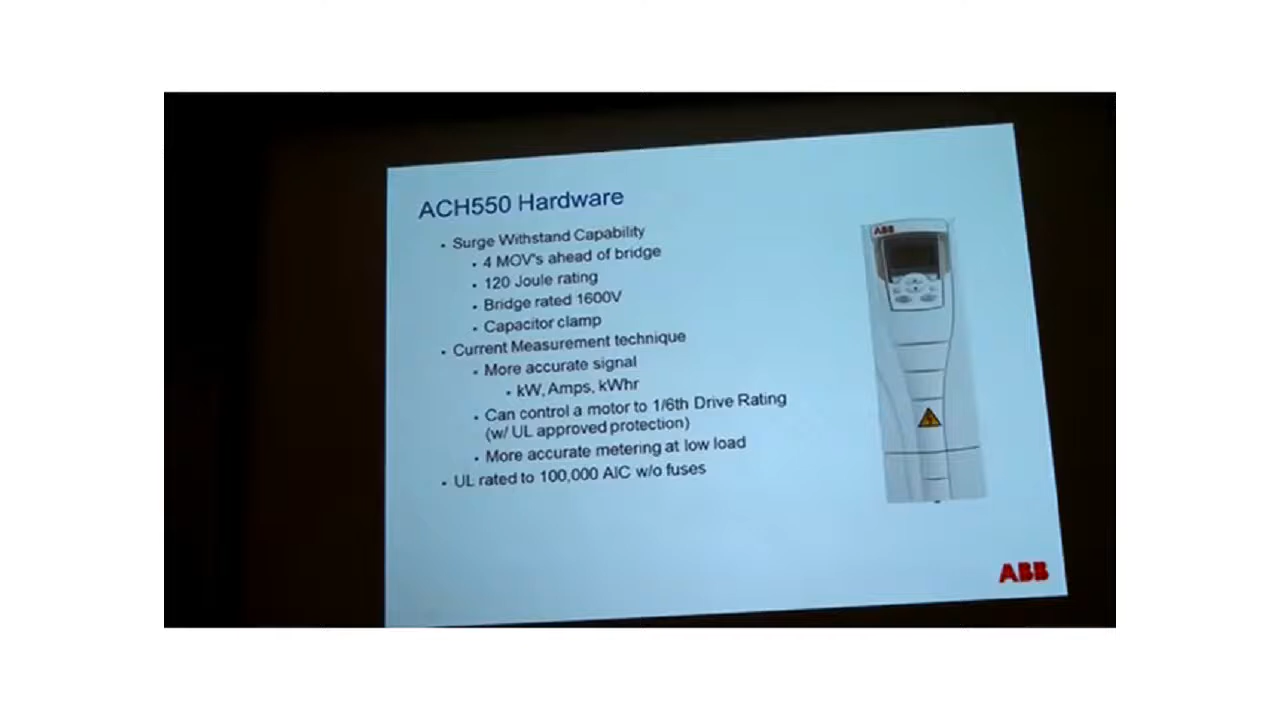 ACH550 Hardware
Surge Withstand Capability
4 MOV's ahead of bridge
120 Joule rating
Bridge rated 1600V
Capacitor clamp
Current Measurement technique
More accurate signal
kW, Amps, kWhr
Can control a motor to 1/6th Drive Rating
(w/ UL approved protection)
More accurate metering at low load
UL rated to 100,000 AIC w/o fuses
ABB
ABB